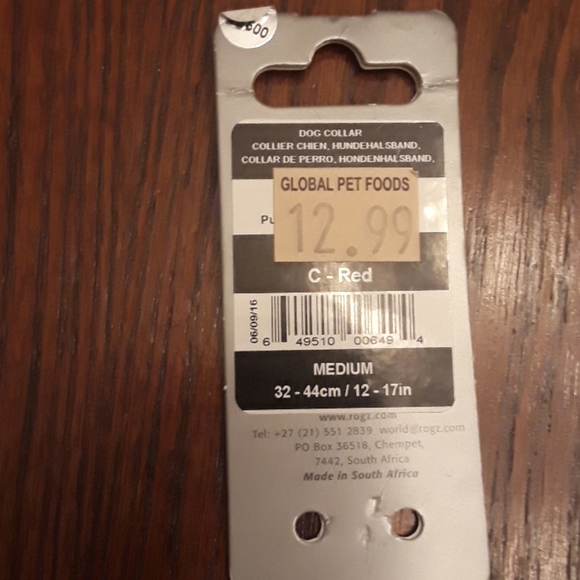 DOG COLLAR
COLLIER CHIEN, HUNDEHALSBAND,
COLLAR DE PERRO, HONDENHALSBAND,
GLOBAL PET FOODS
12.99
C - Red
06/09/16
6 49510 00649 4
MEDIUM
32 - 44cm / 12 - 17in
www.rogz.com
Tel: +27 (21) 551 2839 world@rogz.com
PO Box 36518, Chempet,
7442, South Africa
Made in South Africa